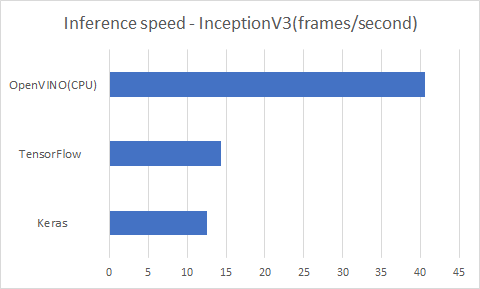 Inference speed - InceptionV3(frames/second)
OpenVINO(CPU)
TensorFlow
Keras
0 5 10 15 20 25 30 35 40 45